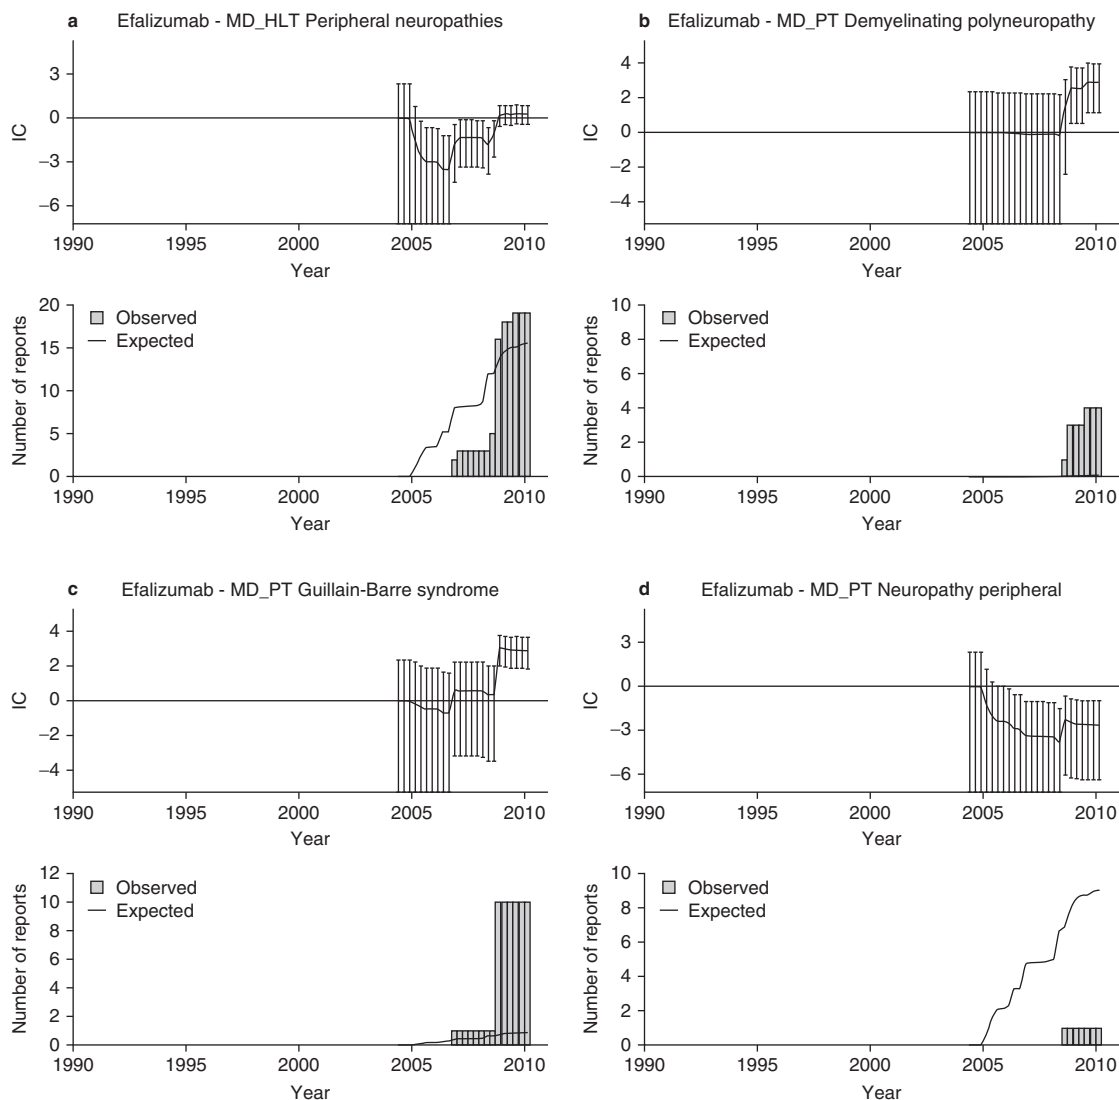 a Efalizumab - MD_HLT Peripheral neuropathies
3
0
−3
−6
IC
1990 1995 2000 2005 2010
Year
20
15
10
5
0
Number of reports
Observed
Expected
1990 1995 2000 2005 2010
Year
b Efalizumab - MD_PT Demyelinating polyneuropathy
4
2
0
−2
−4
IC
1990 1995 2000 2005 2010
Year
10
8
6
4
2
0
Number of reports
Observed
Expected
1990 1995 2000 2005 2010
Year
c Efalizumab - MD_PT Guillain-Barre syndrome
4
2
0
−2
−4
IC
1990 1995 2000 2005 2010
Year
12
10
8
6
4
2
0
Number of reports
Observed
Expected
1990 1995 2000 2005 2010
Year
d Efalizumab - MD_PT Neuropathy peripheral
3
0
−3
−6
IC
1990 1995 2000 2005 2010
Year
10
8
6
4
2
0
Number of reports
Observed
Expected
1990 1995 2000 2005 2010
Year